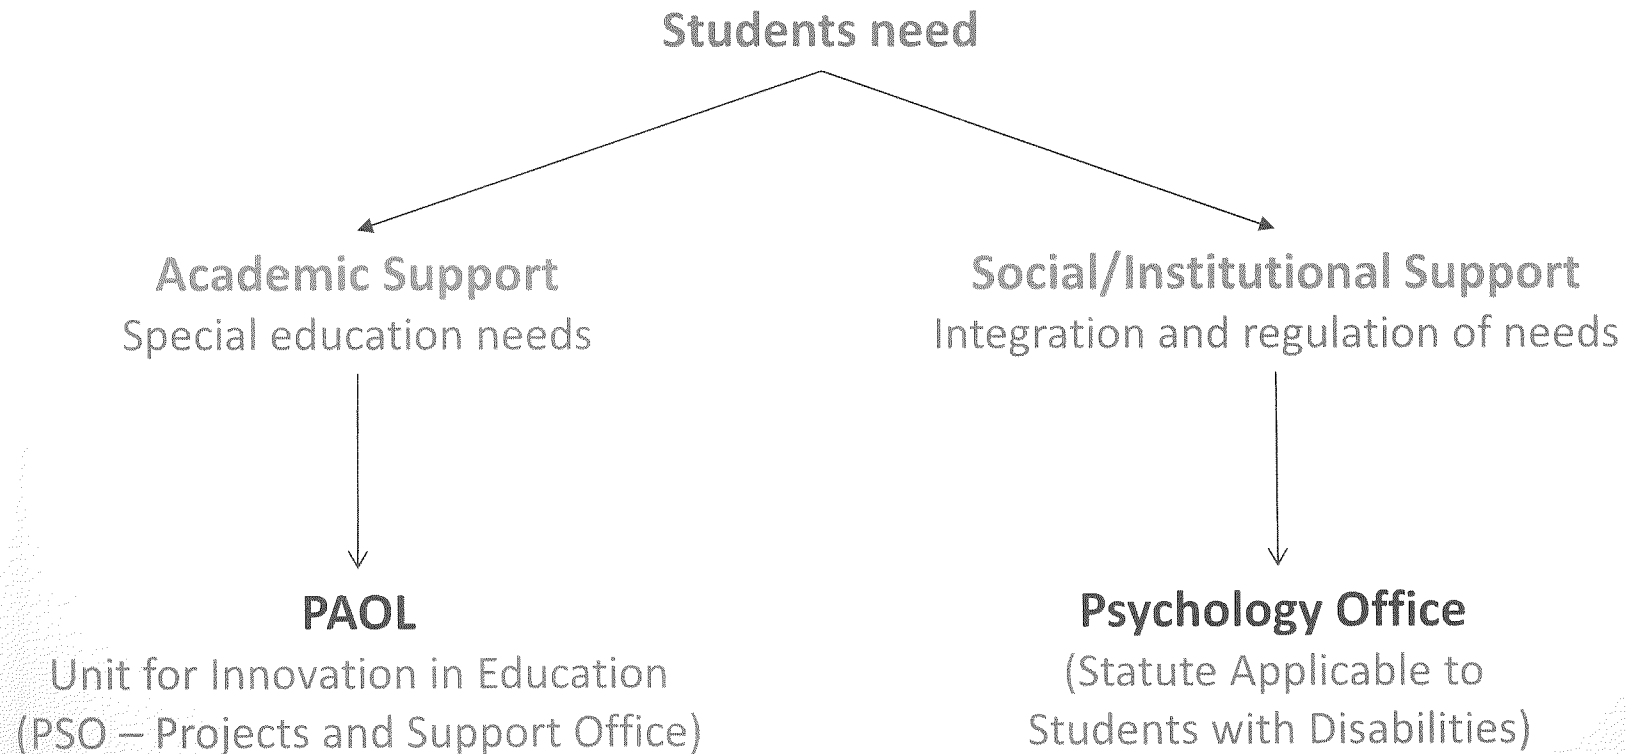 Students need
Academic Support
Special education needs
Social/Institutional Support
Integration and regulation of needs
PAOL
Unit for Innovation in Education
(PSO – Projects and Support Office)
Psychology Office
(Statute Applicable to
Students with Disabilities)